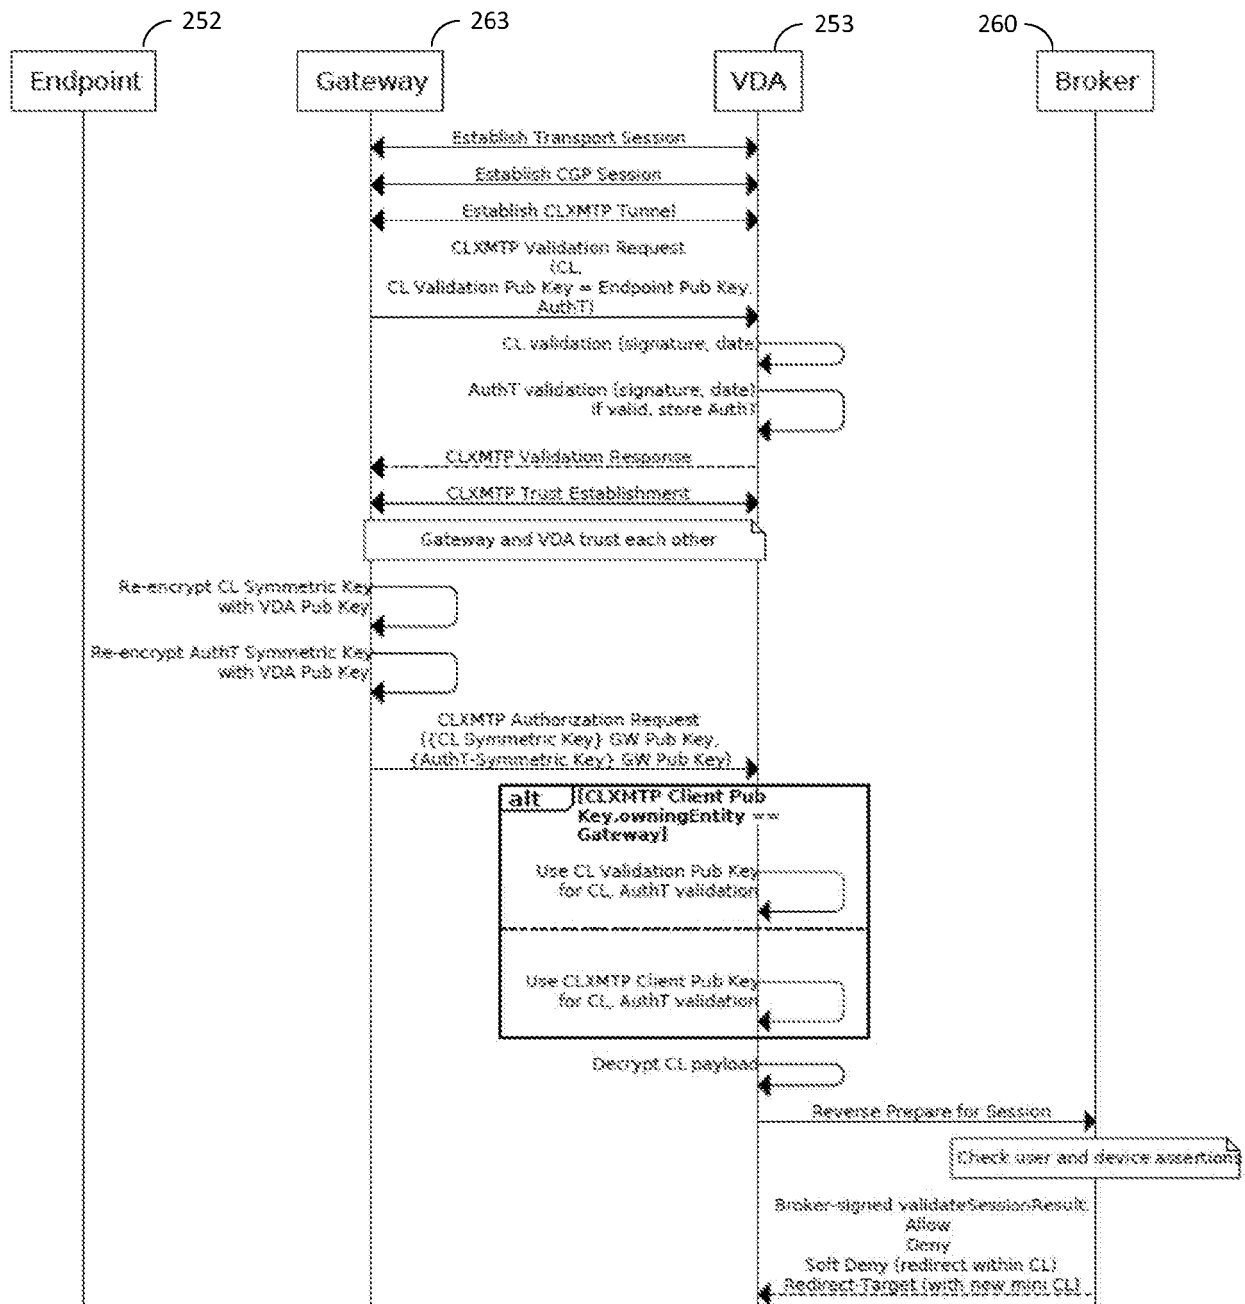 252
263
253
260
Endpoint
Gateway
VDA
Broker
Establish Transport Session
Establish CGP Session
Establish CLXMTP Tunnel
CLXMTP Validation Request
(CL,
CL Validation Pub Key = Endpoint Pub Key,
AuthT)
CL validation (signature, date)
AuthT validation (signature, date)
if valid, store AuthT
CLXMTP Validation Response
CLXMTP Trust Establishment
Gateway and VDA trust each other
Re-encrypt CL Symmetric Key
with VDA Pub Key
Re-encrypt AuthT Symmetric Key
with VDA Pub Key
CLXMTP Authorization Request
({CL Symmetric Key} GW Pub Key,
{AuthT-Symmetric Key} GW Pub Key)
alt
[CLXMTP Client Pub
Key.owningEntity ==
Gateway]
Use CL Validation Pub Key
for CL, AuthT validation
Use CLXMTP Client Pub Key
for CL, AuthT validation
Decrypt CL payload
Reverse Prepare for Session
Check user and device assertions
Broker-signed validateSessionResult,
Allow
Deny
Soft Deny (redirect within CL)
Redirect-Target (with new mini CL)